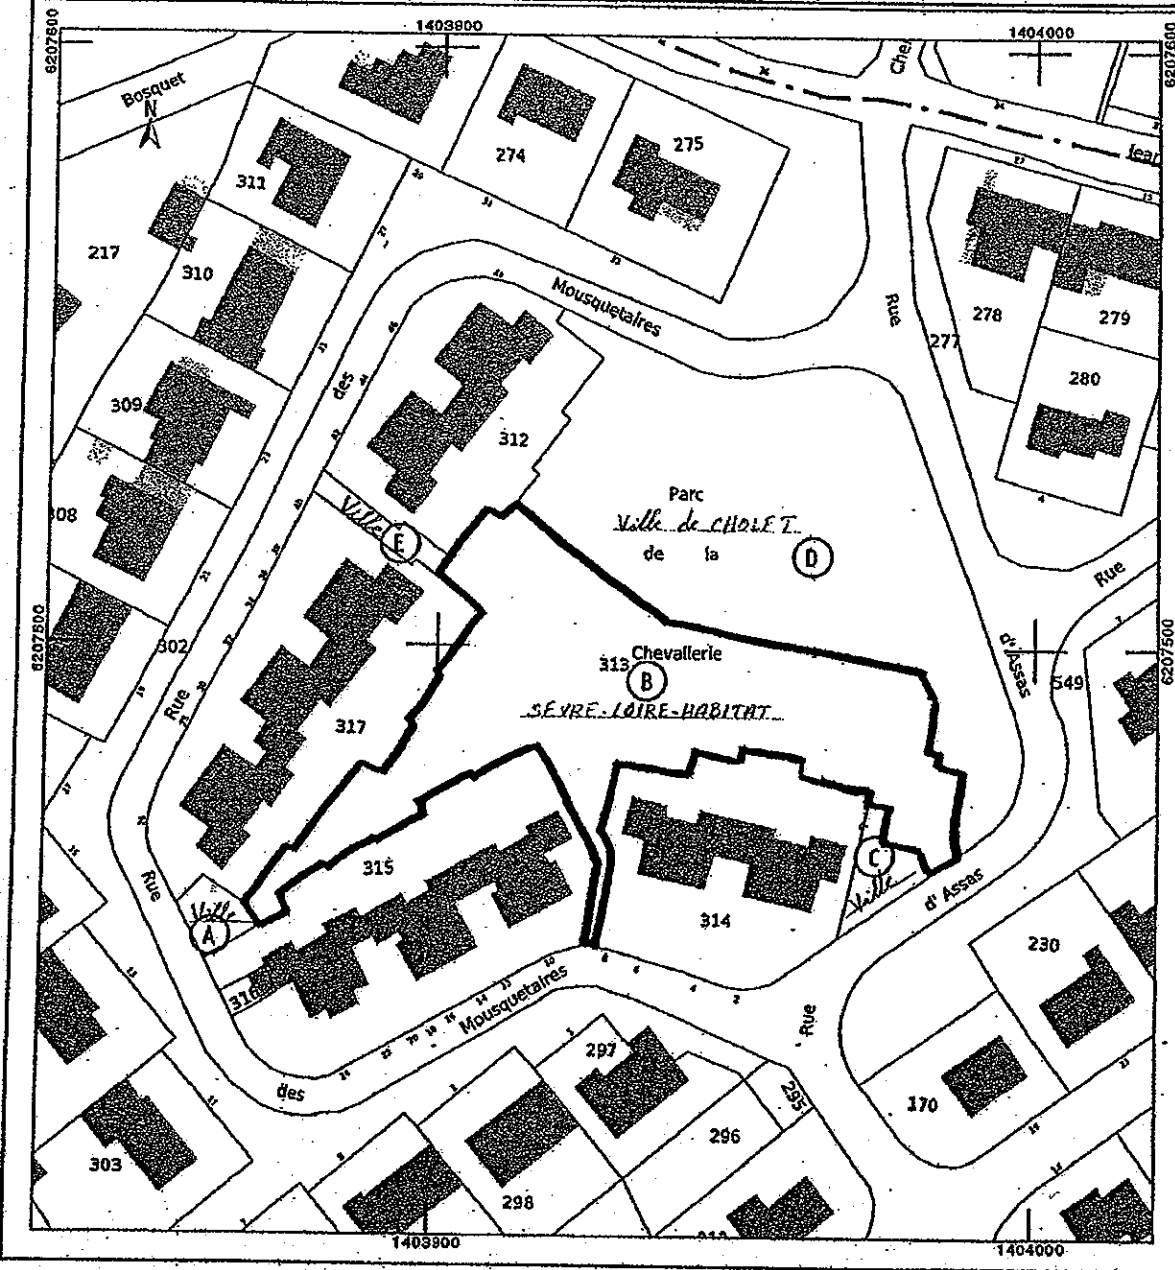 1403900
1404000
6207600
6207600
Bosquet
N
Jean
274
275
311
217
310
Mousquetaires
Rue
277
278
279
280
des
309
312
308
Parc
Ville de CHOLET
de la
D
Ville
E
Rue
6207500
6207500
302
Chevallerie
313
B
SEVRE-LOIRE-HABITAT
d'Assas
549
Rue
317
315
C
Ville
d'Assas
314
Rue
Ville
A
316
230
Mousquetaires
Rue
des
297
295
170
296
303
298
1403900
1404000